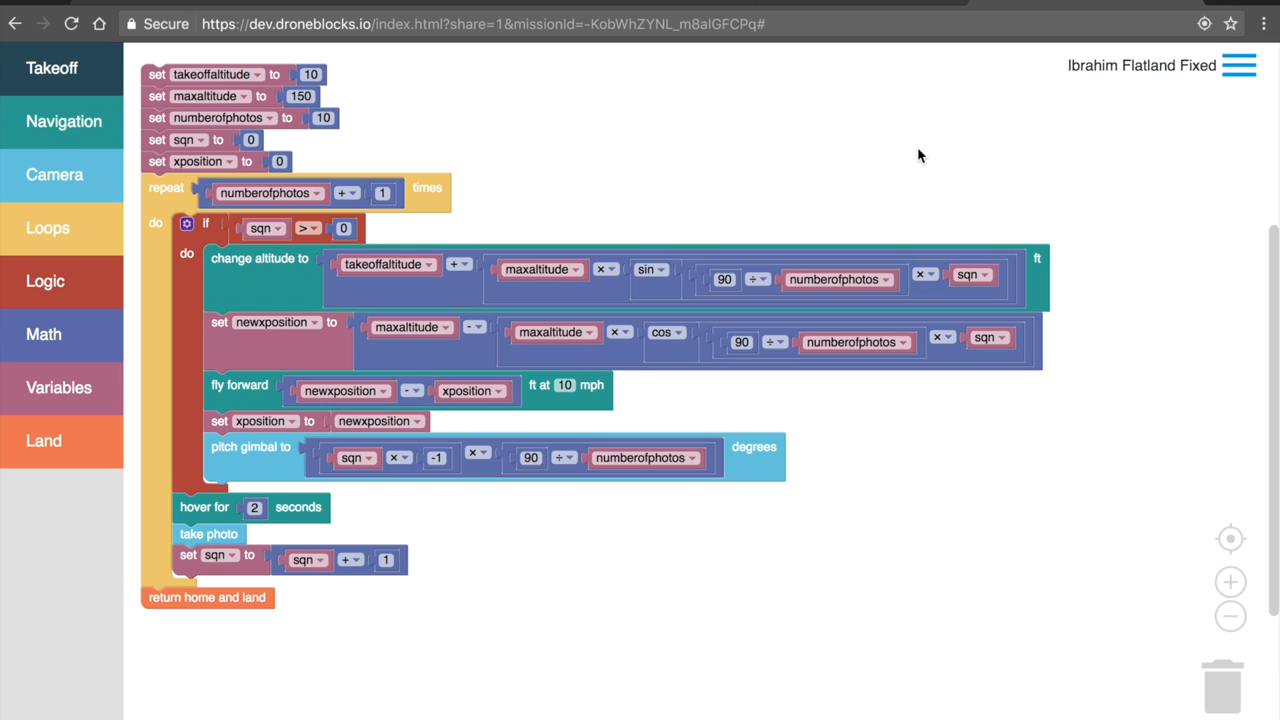 Secure https://dev.droneblocks.io/index.html?share=1&missionId=-KobWhZYNL_m8alGFCPq#
Takeoff
Navigation
Camera
Loops
Logic
Math
Variables
Land
Ibrahim Flatland Fixed
set takeoffaltitude to 10
set maxaltitude to 150
set numberofphotos to 10
set sqn to 0
set xposition to 0
repeat numberofphotos + 1 times
do if sqn > 0
do change altitude to takeoffaltitude + maxaltitude × sin 90 ÷ numberofphotos × sqn ft
set newxposition to maxaltitude - maxaltitude × cos 90 ÷ numberofphotos × sqn
fly forward newxposition - xposition ft at 10 mph
set xposition to newxposition
pitch gimbal to sqn × -1 × 90 ÷ numberofphotos degrees
hover for 2 seconds
take photo
set sqn to sqn + 1
return home and land